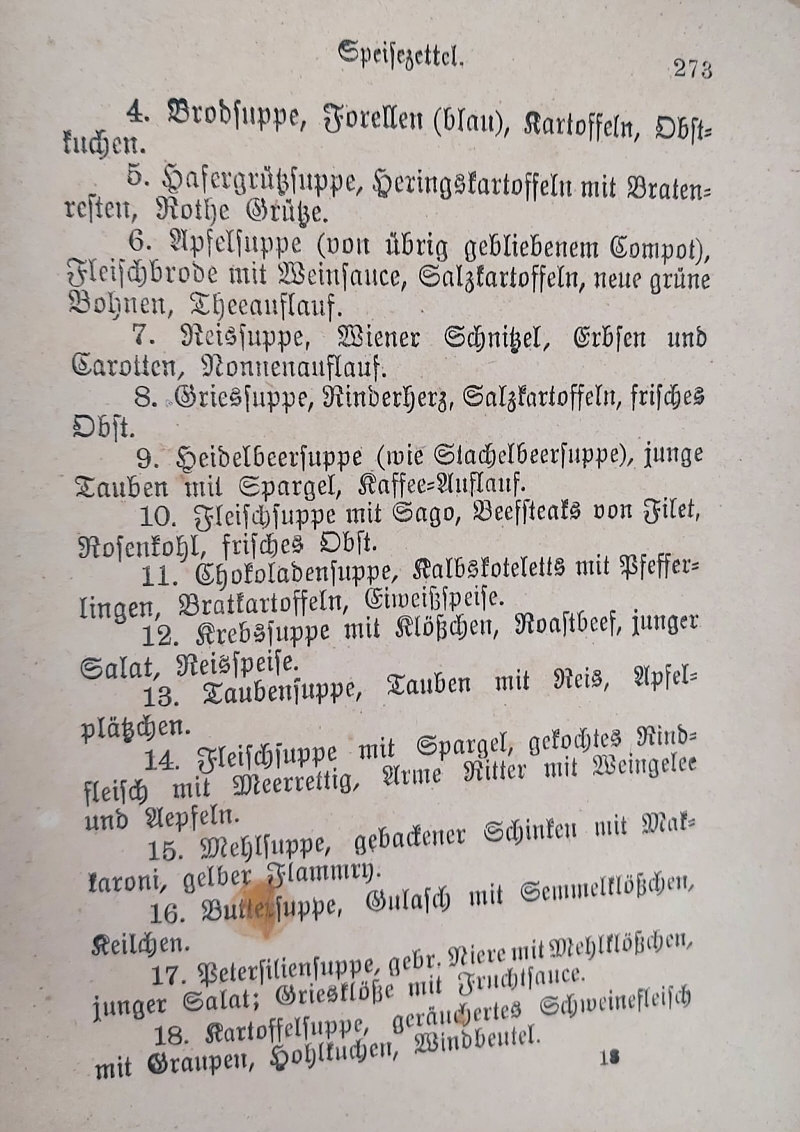 Speisezettel.
273
4. Brodsuppe, Forellen (blau), Kartoffeln, Obst-
kuchen.
5. Hafergrützsuppe, Heringskartoffeln mit Braten-
resten, Rothe Grütze.
6. Apfelsuppe (von übrig gebliebenem Compot),
Fleischbrode mit Weinsauce, Salzkartoffeln, neue grüne
Bohnen, Theeauflauf.
7. Reissuppe, Wiener Schnitzel, Erbsen und
Carotten, Nonnenauflauf.
8. Griessuppe, Rinderherz, Salzkartoffeln, frisches
Obst.
9. Heidelbeersuppe (wie Stachelbeersuppe), junge
Tauben mit Spargel, Kaffee-Auflauf.
10. Fleischsuppe mit Sago, Beefsteaks von Filet,
Rosenkohl, frisches Obst.
11. Chokoladensuppe, Kalbskoteletts mit Pfeffer-
lingen, Bratkartoffeln, Eiweißspeise.
12. Krebssuppe mit Klößchen, Roastbeef, junger
Salat, Reisspeise.
13. Taubensuppe, Tauben mit Reis, Apfel-
plätzchen.
14. Fleischsuppe mit Spargel, gekochtes Rind-
fleisch mit Meerrettig, Arme Ritter mit Weingelee
und Aepfeln.
15. Mehlsuppe, gebackener Schinken mit Mak-
karoni, gelber Flammry.
16. Buttersuppe, Gulasch mit Semmelklößchen,
Keilchen.
17. Petersiliensuppe, gebr. Niere mit Mehlklößchen,
junger Salat; Griesklöße mit Fruchtsauce.
18. Kartoffelsuppe, geräuchertes Schweinefleisch
mit Graupen, Hohlkuchen, Windbeutel.
18